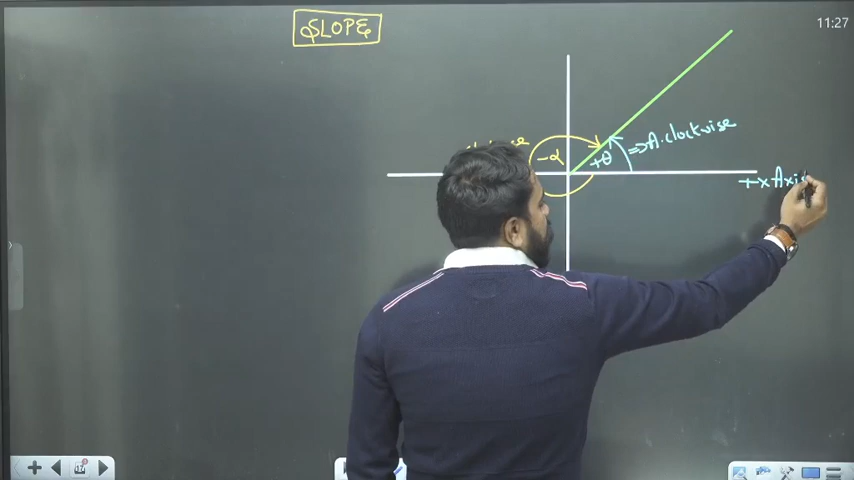 SLOPE
11:27
⇒A.clockwise
-α
+θ
+x Axis